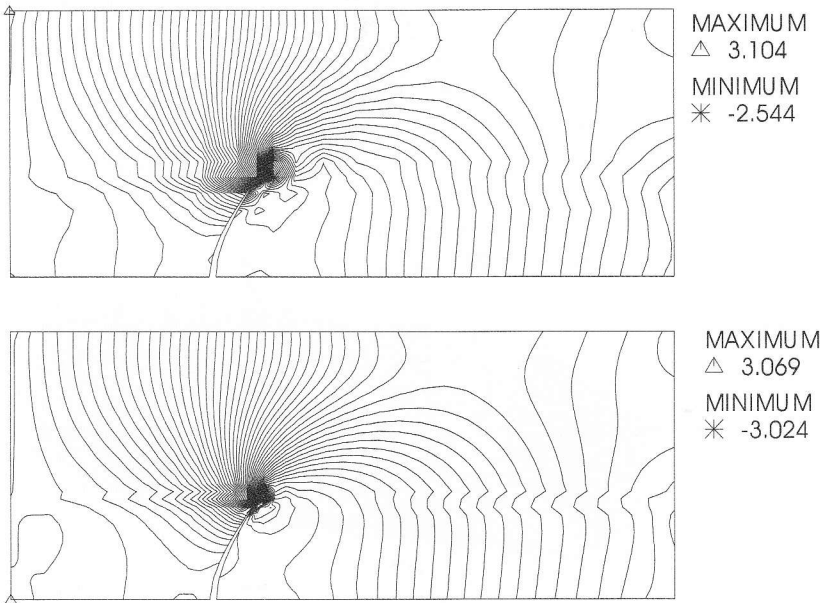 MAXIMUM
△ 3.104
MINIMUM
✳ -2.544
MAXIMUM
△ 3.069
MINIMUM
✳ -3.024